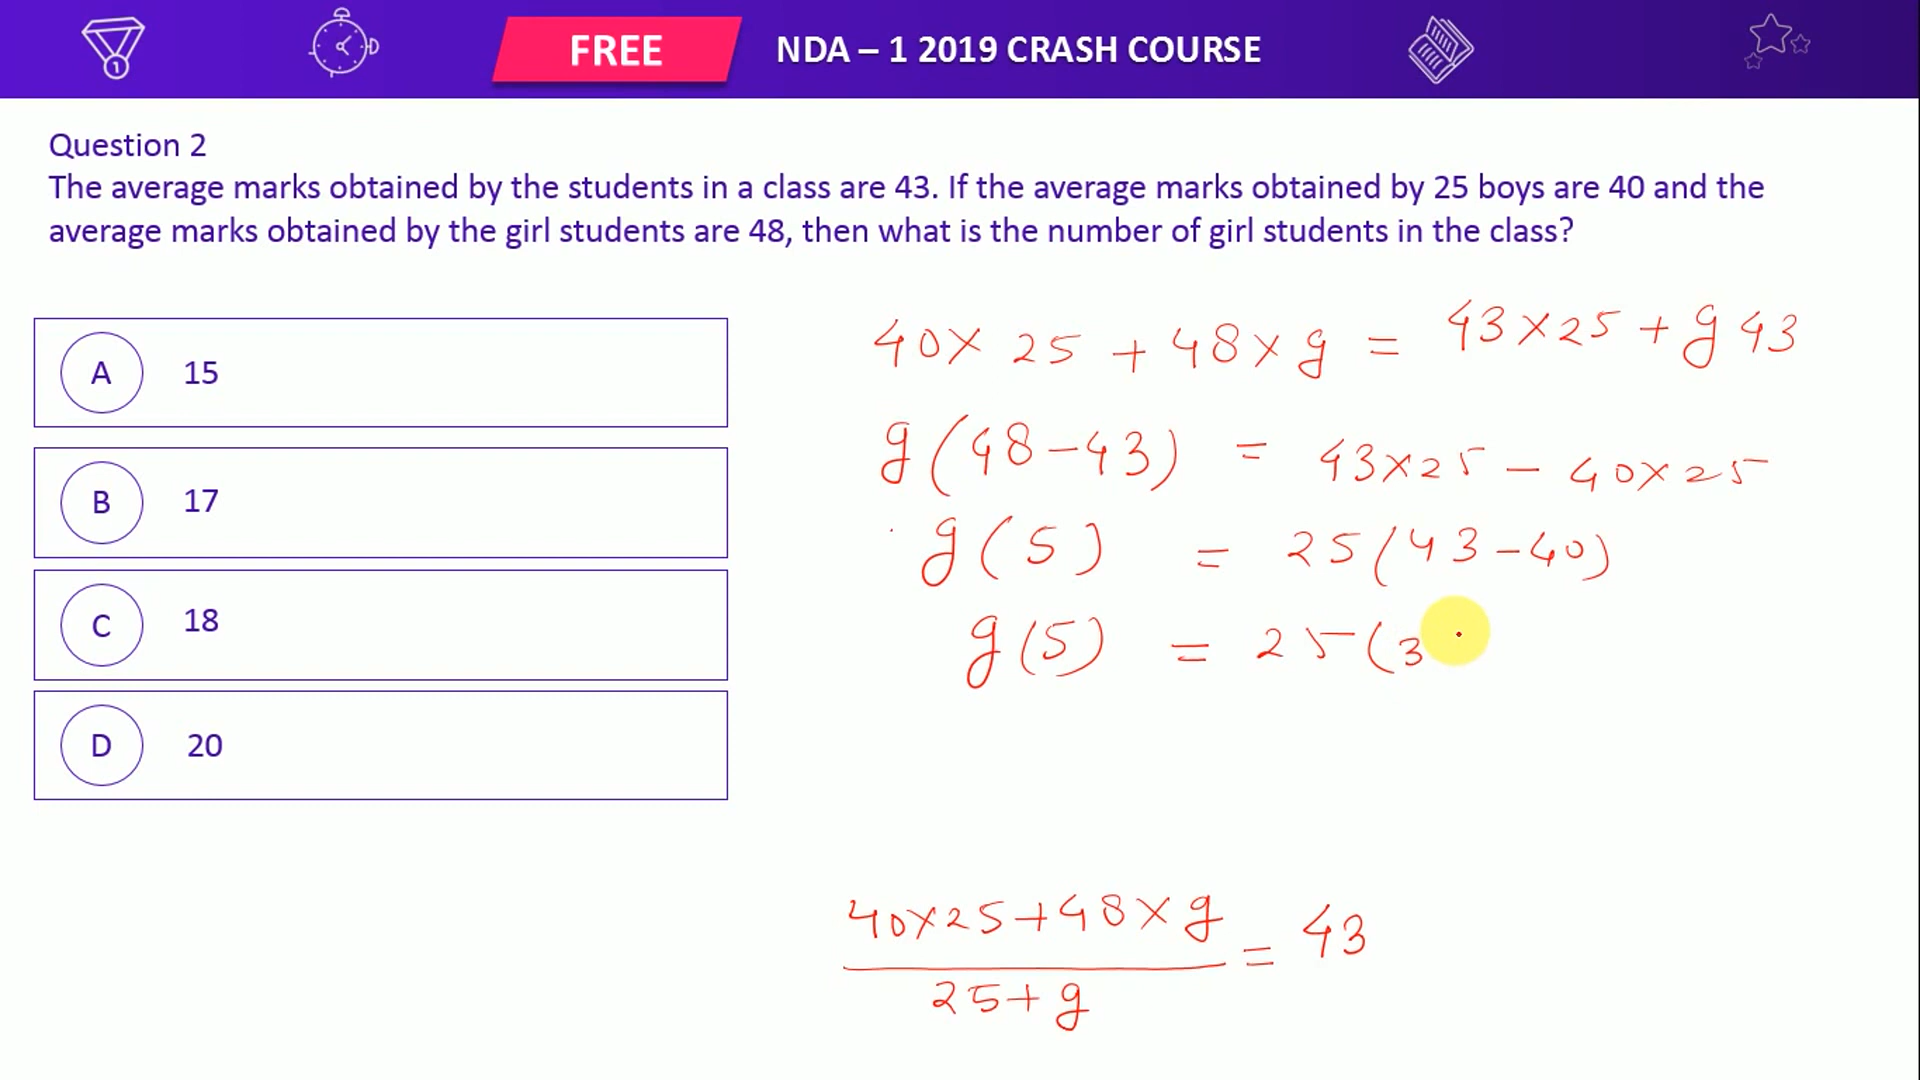 FREE NDA – 1 2019 CRASH COURSE
1
Question 2
The average marks obtained by the students in a class are 43. If the average marks obtained by 25 boys are 40 and the
average marks obtained by the girl students are 48, then what is the number of girl students in the class?
A 15
B 17
C 18
D 20
40 × 25 + 48 × g = 43 × 25 + g 43
g(48 - 43) = 43 × 25 - 40 × 25
g(5) = 25(43 - 40)
g(5) = 25(3
40 × 25 + 48 × g
25 + g
= 43